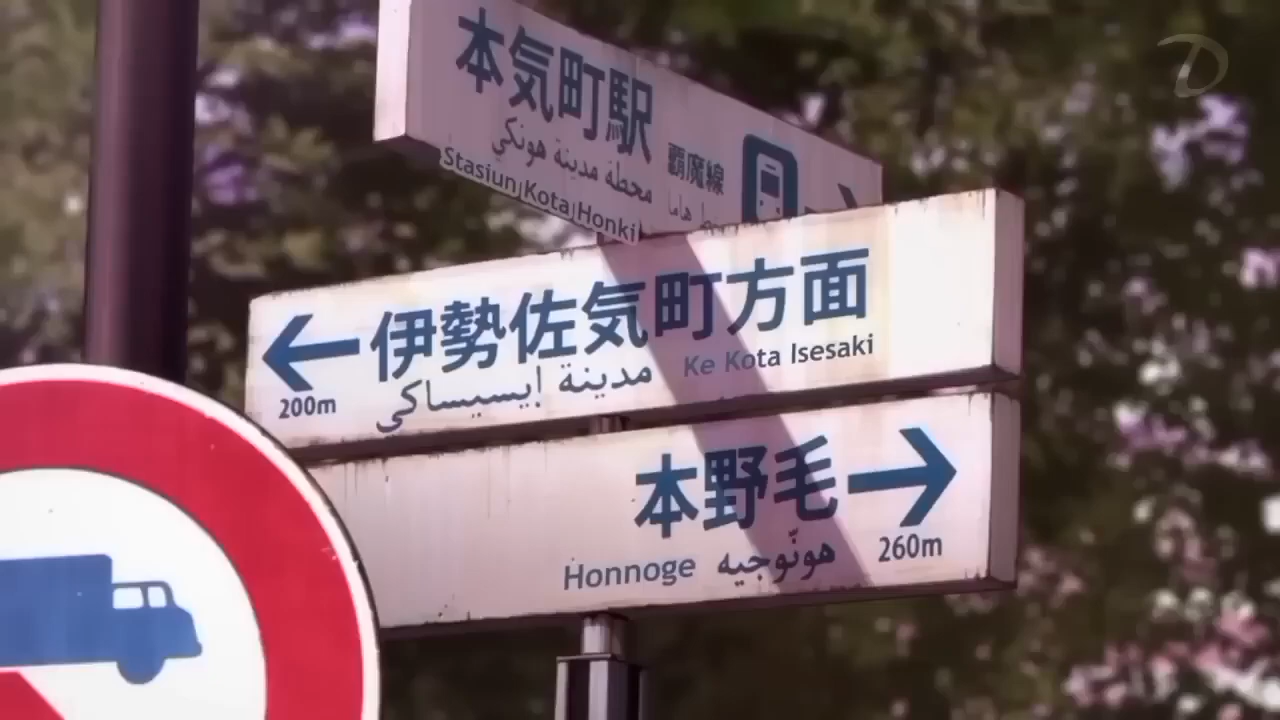 本気町駅
محطة مدينة هونكي
Stasiun Kota Honki
覇魔線
هاما
伊勢佐気町方面
مدينة إيسيساكي
Ke Kota Isesaki
200m
本野毛
Honnoge
هونّوجيه
260m
D